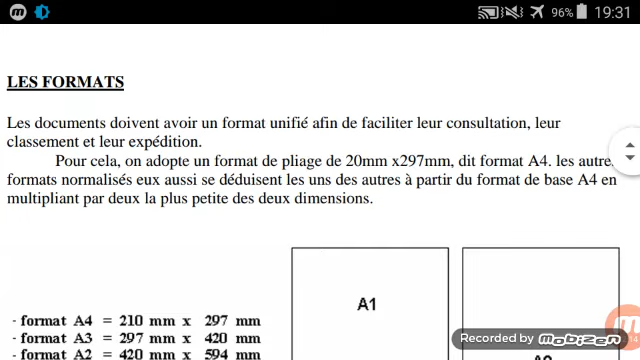 96% 19:31
LES FORMATS
Les documents doivent avoir un format unifié afin de faciliter leur consultation, leur
classement et leur expédition.
Pour cela, on adopte un format de pliage de 20mm x297mm, dit format A4. les autre
formats normalisés eux aussi se déduisent les uns des autres à partir du format de base A4 en
multipliant par deux la plus petite des deux dimensions.
- format A4 = 210 mm x 297 mm
- format A3 = 297 mm x 420 mm
- format A2 = 420 mm x 594 mm
A1
Recorded by mobizen